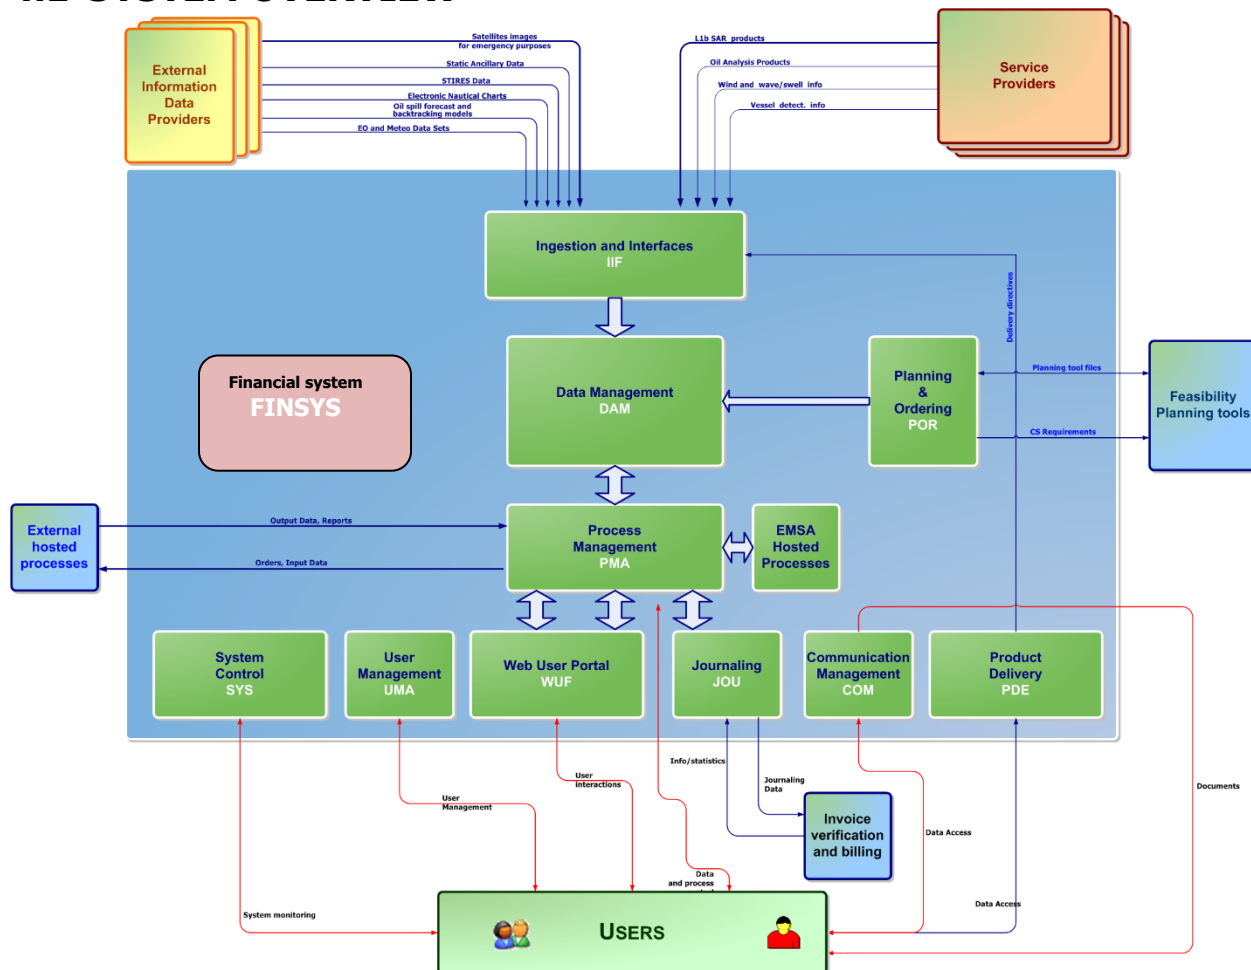 External
Information
Data
Providers
Satellites images
for emergency purposes
Static Ancillary Data
STIRES Data
Electronic Nautical Charts
Oil spill forecast and
backtracking models
EO and Meteo Data Sets
L1b SAR products
Oil Analysis Products
Wind and wave/swell info
Vessel detect. info
Service
Providers
Ingestion and Interfaces
IIF
Delivery directives
Financial system
FINSYS
Data Management
DAM
Planning
&
Ordering
POR
Planning tool files
CS Requirements
Feasibility
Planning tools
External
hosted
processes
Output Data, Reports
Orders, Input Data
Process
Management
PMA
EMSA
Hosted
Processes
System
Control
SYS
User
Management
UMA
Web User Portal
WUF
Journaling
JOU
Communication
Management
COM
Product
Delivery
PDE
Info/statistics
Journaling
Data
User
interactions
User
Management
Invoice
verification
and billing
Documents
Data Access
Data
and process
System monitoring
Data Access
USERS